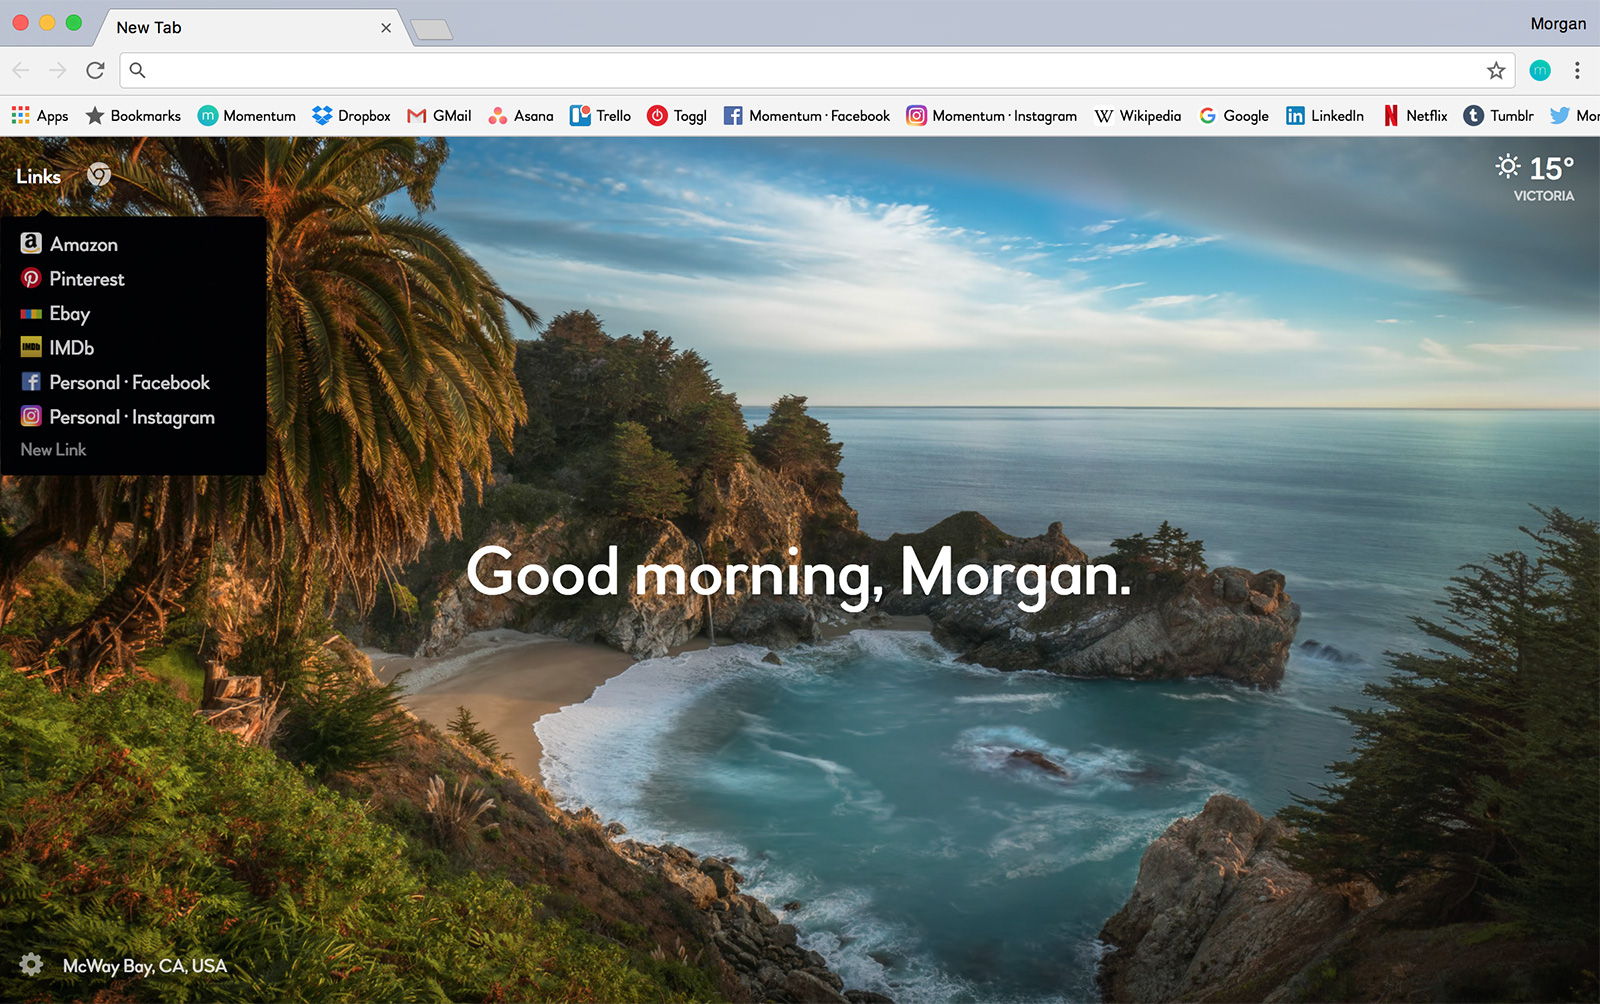 New Tab
Morgan
Apps Bookmarks m Momentum Dropbox GMail Asana Trello Toggl Momentum · Facebook Momentum · Instagram W Wikipedia G Google in LinkedIn N Netflix t Tumblr Mor
Links
15°
VICTORIA
a Amazon
Pinterest
Ebay
IMDb IMDb
f Personal · Facebook
Personal · Instagram
New Link
Good morning, Morgan.
McWay Bay, CA, USA